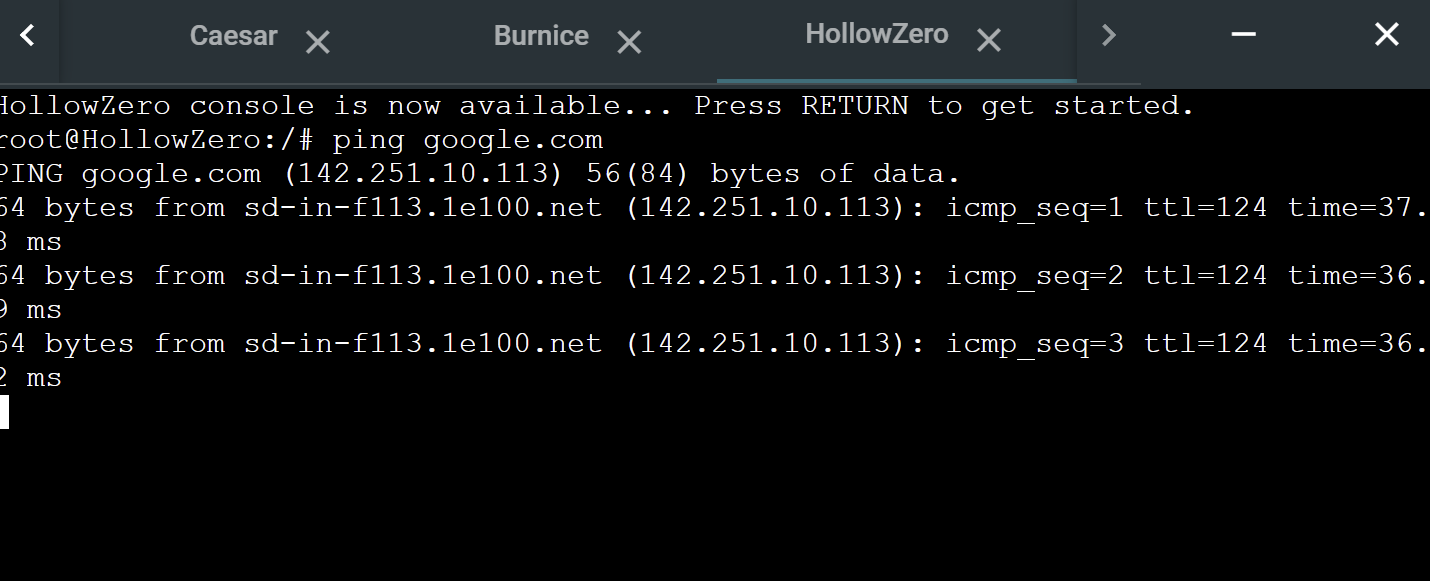 Caesar
Burnice
HollowZero
HollowZero console is now available... Press RETURN to get started.
root@HollowZero:/# ping google.com
PING google.com (142.251.10.113) 56(84) bytes of data.
64 bytes from sd-in-f113.1e100.net (142.251.10.113): icmp_seq=1 ttl=124 time=37.
8 ms
64 bytes from sd-in-f113.1e100.net (142.251.10.113): icmp_seq=2 ttl=124 time=36.
9 ms
64 bytes from sd-in-f113.1e100.net (142.251.10.113): icmp_seq=3 ttl=124 time=36.
2 ms